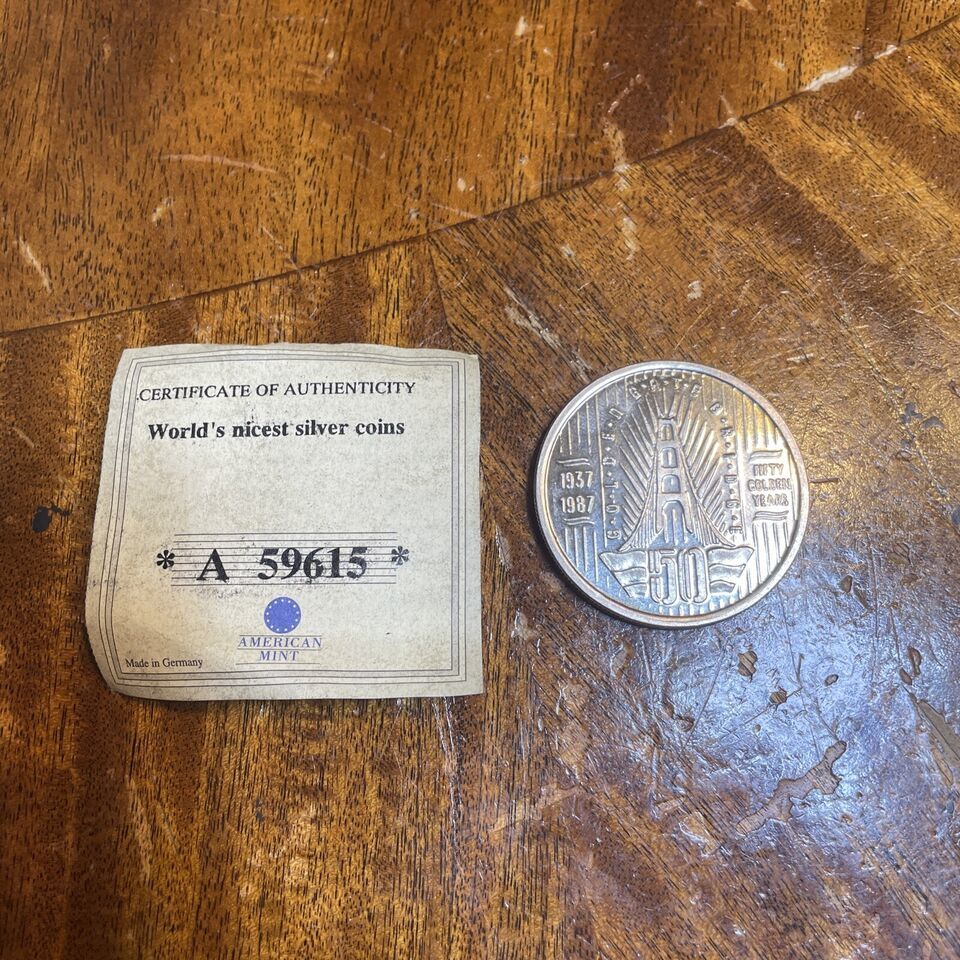 CERTIFICATE OF AUTHENTICITY
World's nicest silver coins
* A 59615 *
AMERICAN
MINT
Made in Germany
G·O·L·D·E·N G·A·T·E B·R·I·D·G·E
1937
1987
FIFTY
GOLDEN
YEARS
50